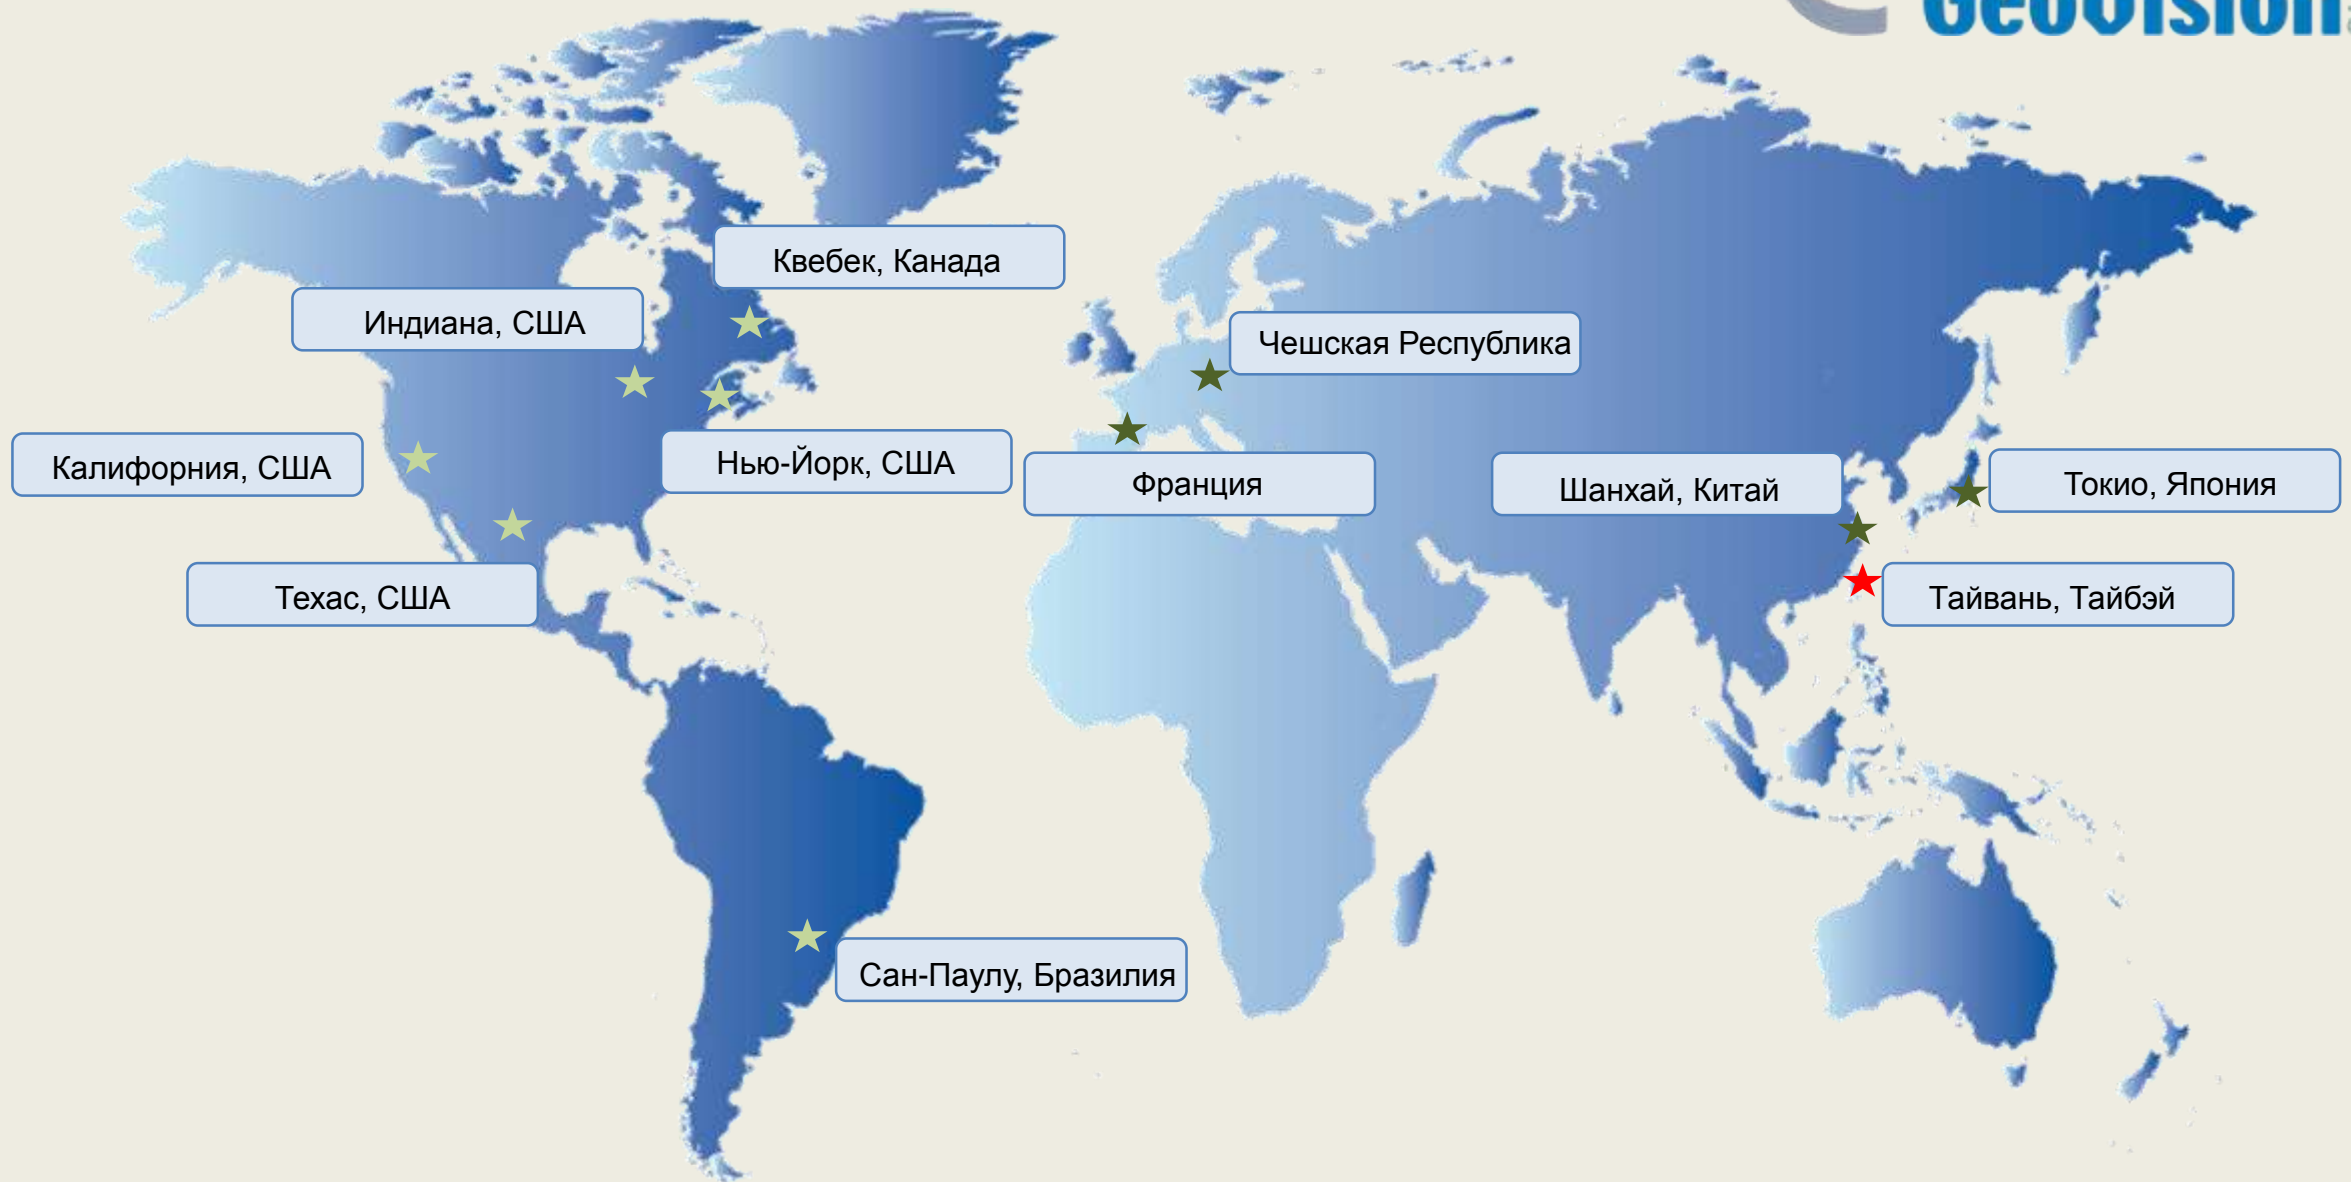 GeoVision
Квебек, Канада
Индиана, США
Чешская Республика
Калифорния, США
Нью-Йорк, США
Франция
Шанхай, Китай
Токио, Япония
Техас, США
Тайвань, Тайбэй
Сан-Паулу, Бразилия